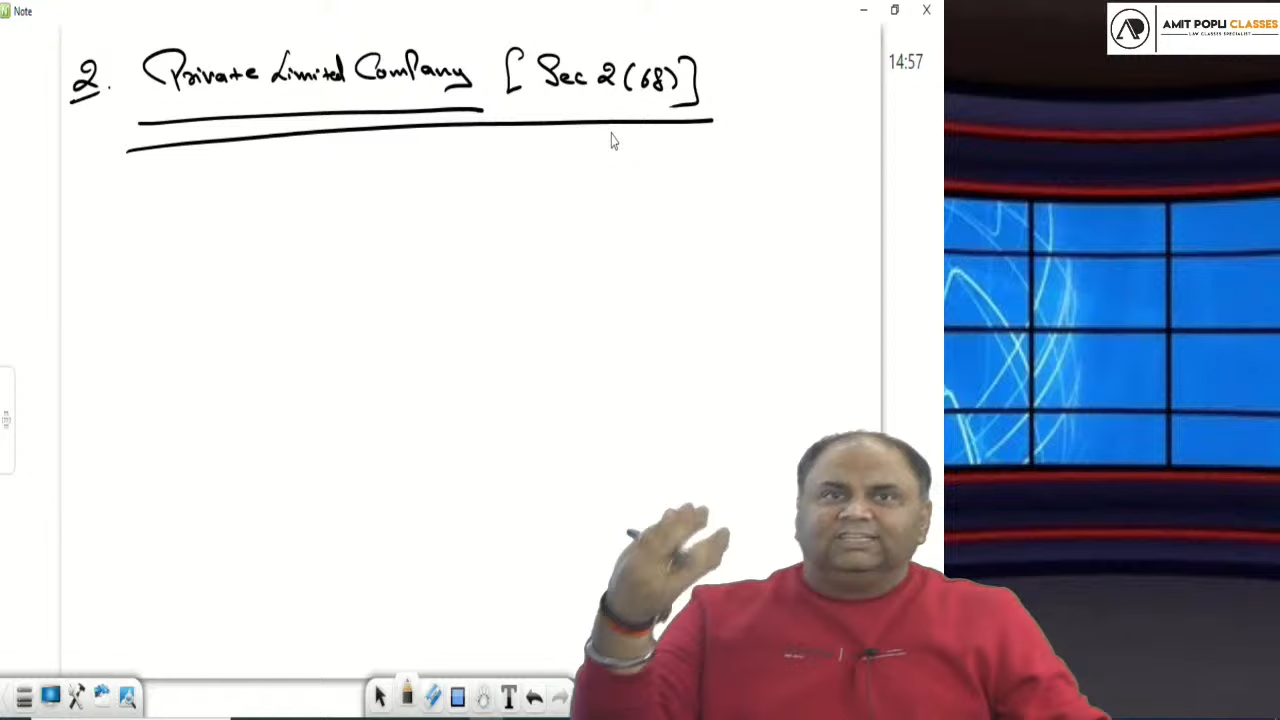 Note
AMIT POPLI CLASSES
LAW CLASSES SPECIALIST
14:57
2. Private Limited Company [Sec 2(68)]